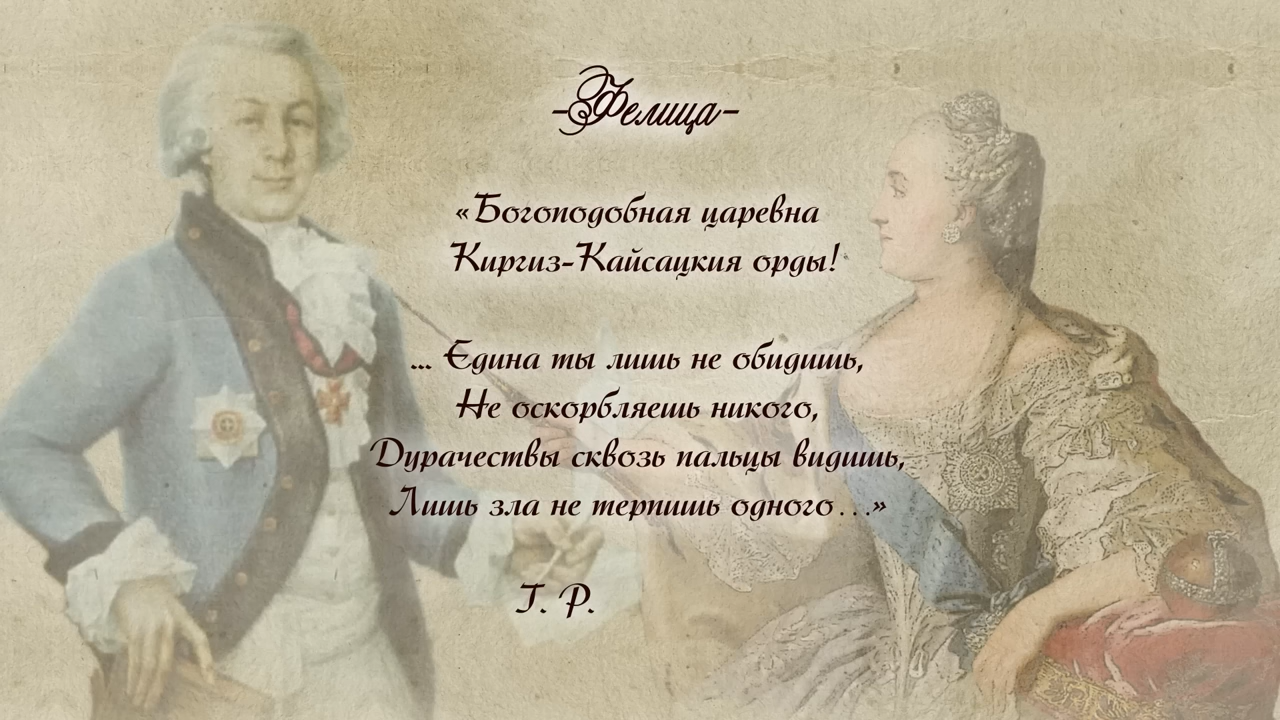 -Фелица-
«Богоподобная царевна
Киргиз-Кайсацкия орды!
... Едина ты лишь не обидишь,
Не оскорбляешь никого,
Дурачествы сквозь пальцы видишь,
Лишь зла не терпишь одного...»
Г. Р.